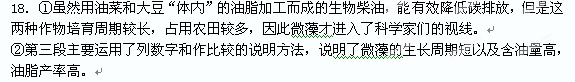 18. ①虽然用油菜和大豆“体内”的油脂加工而成的生物柴油，能有效降低碳排放，但是这
两种作物培育周期较长，占用农田较多，因此微藻才进入了科学家们的视线。
②第三段主要运用了列数字和作比较的说明方法，说明了微藻的生长周期短以及含油量高，
油脂产率高。